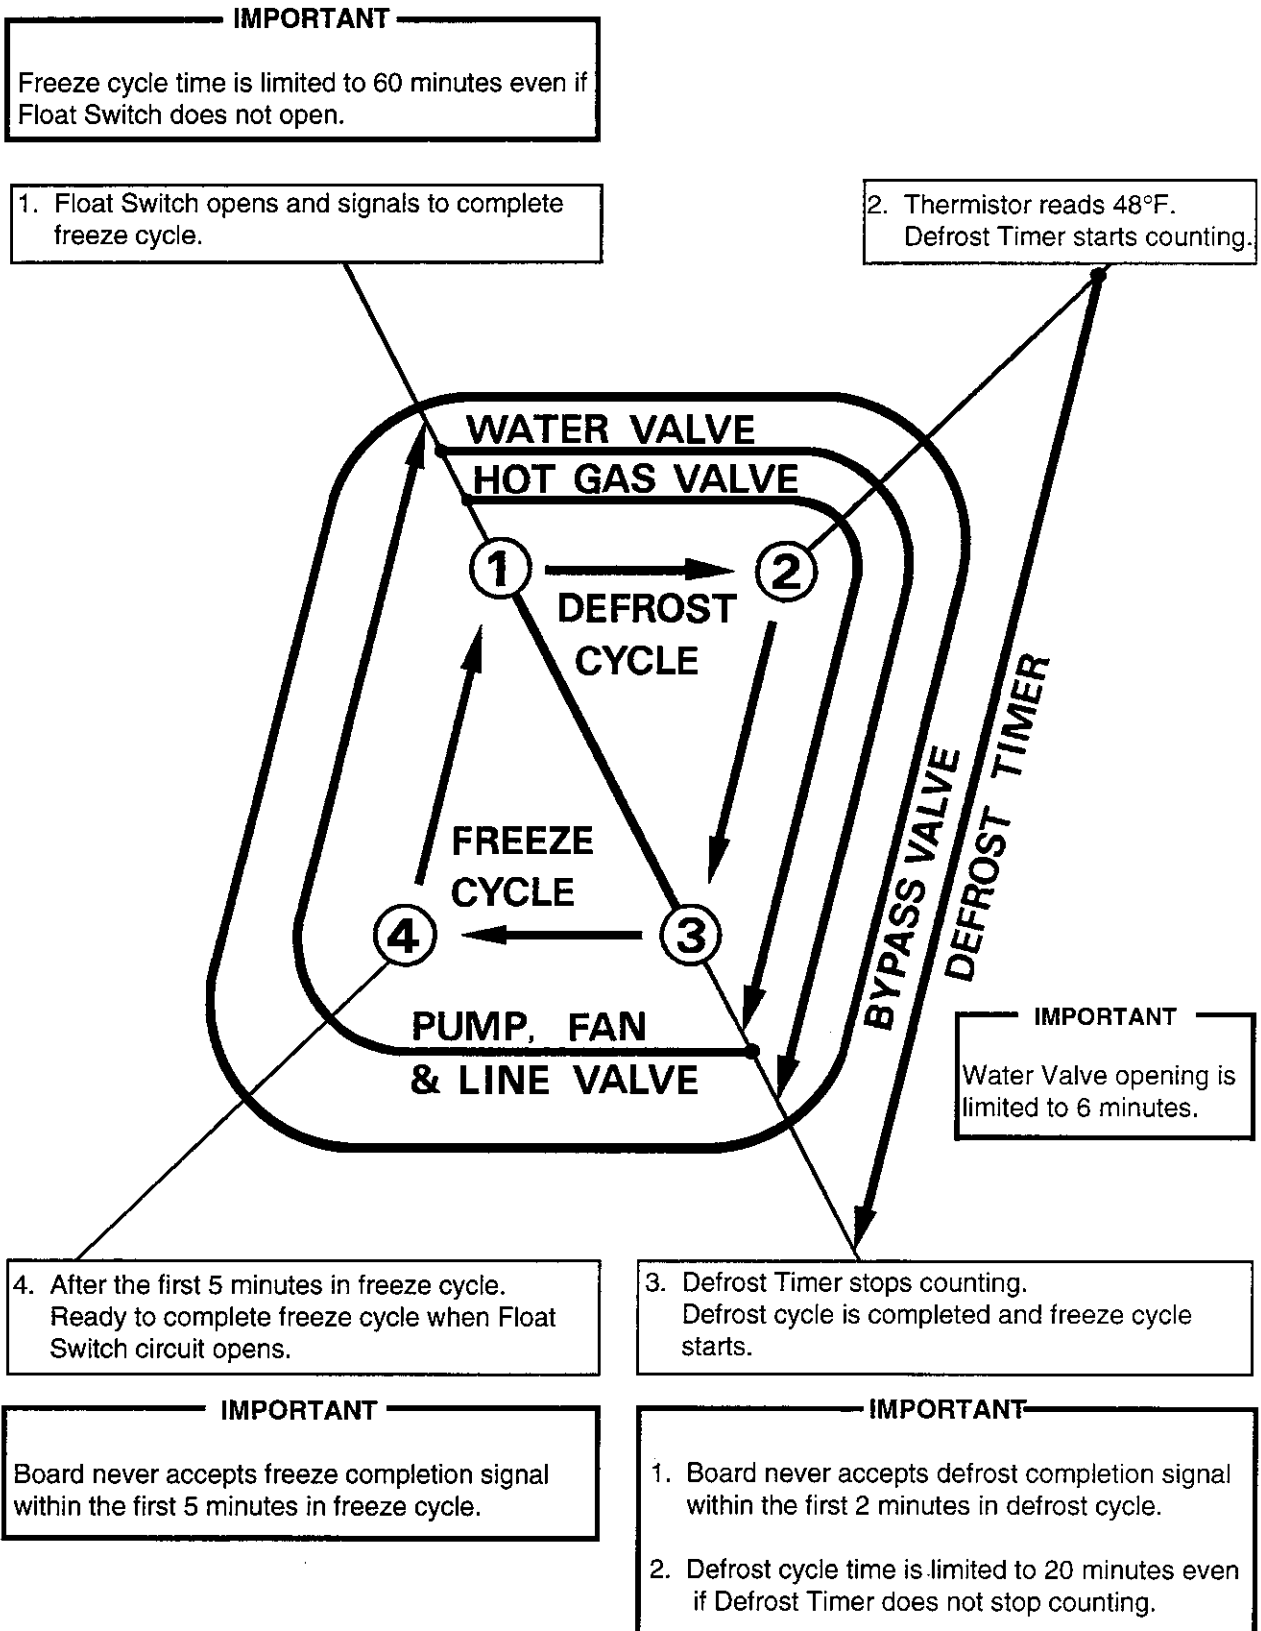 IMPORTANT
Freeze cycle time is limited to 60 minutes even if
Float Switch does not open.
1. Float Switch opens and signals to complete
freeze cycle.
2. Thermistor reads 48°F.
Defrost Timer starts counting.
WATER VALVE
HOT GAS VALVE
1
2
DEFROST
CYCLE
FREEZE
CYCLE
4
3
PUMP, FAN
& LINE VALVE
BYPASS VALVE
DEFROST TIMER
IMPORTANT
Water Valve opening is
limited to 6 minutes.
4. After the first 5 minutes in freeze cycle.
Ready to complete freeze cycle when Float
Switch circuit opens.
3. Defrost Timer stops counting.
Defrost cycle is completed and freeze cycle
starts.
IMPORTANT
Board never accepts freeze completion signal
within the first 5 minutes in freeze cycle.
IMPORTANT
1. Board never accepts defrost completion signal
within the first 2 minutes in defrost cycle.
2. Defrost cycle time is limited to 20 minutes even
if Defrost Timer does not stop counting.